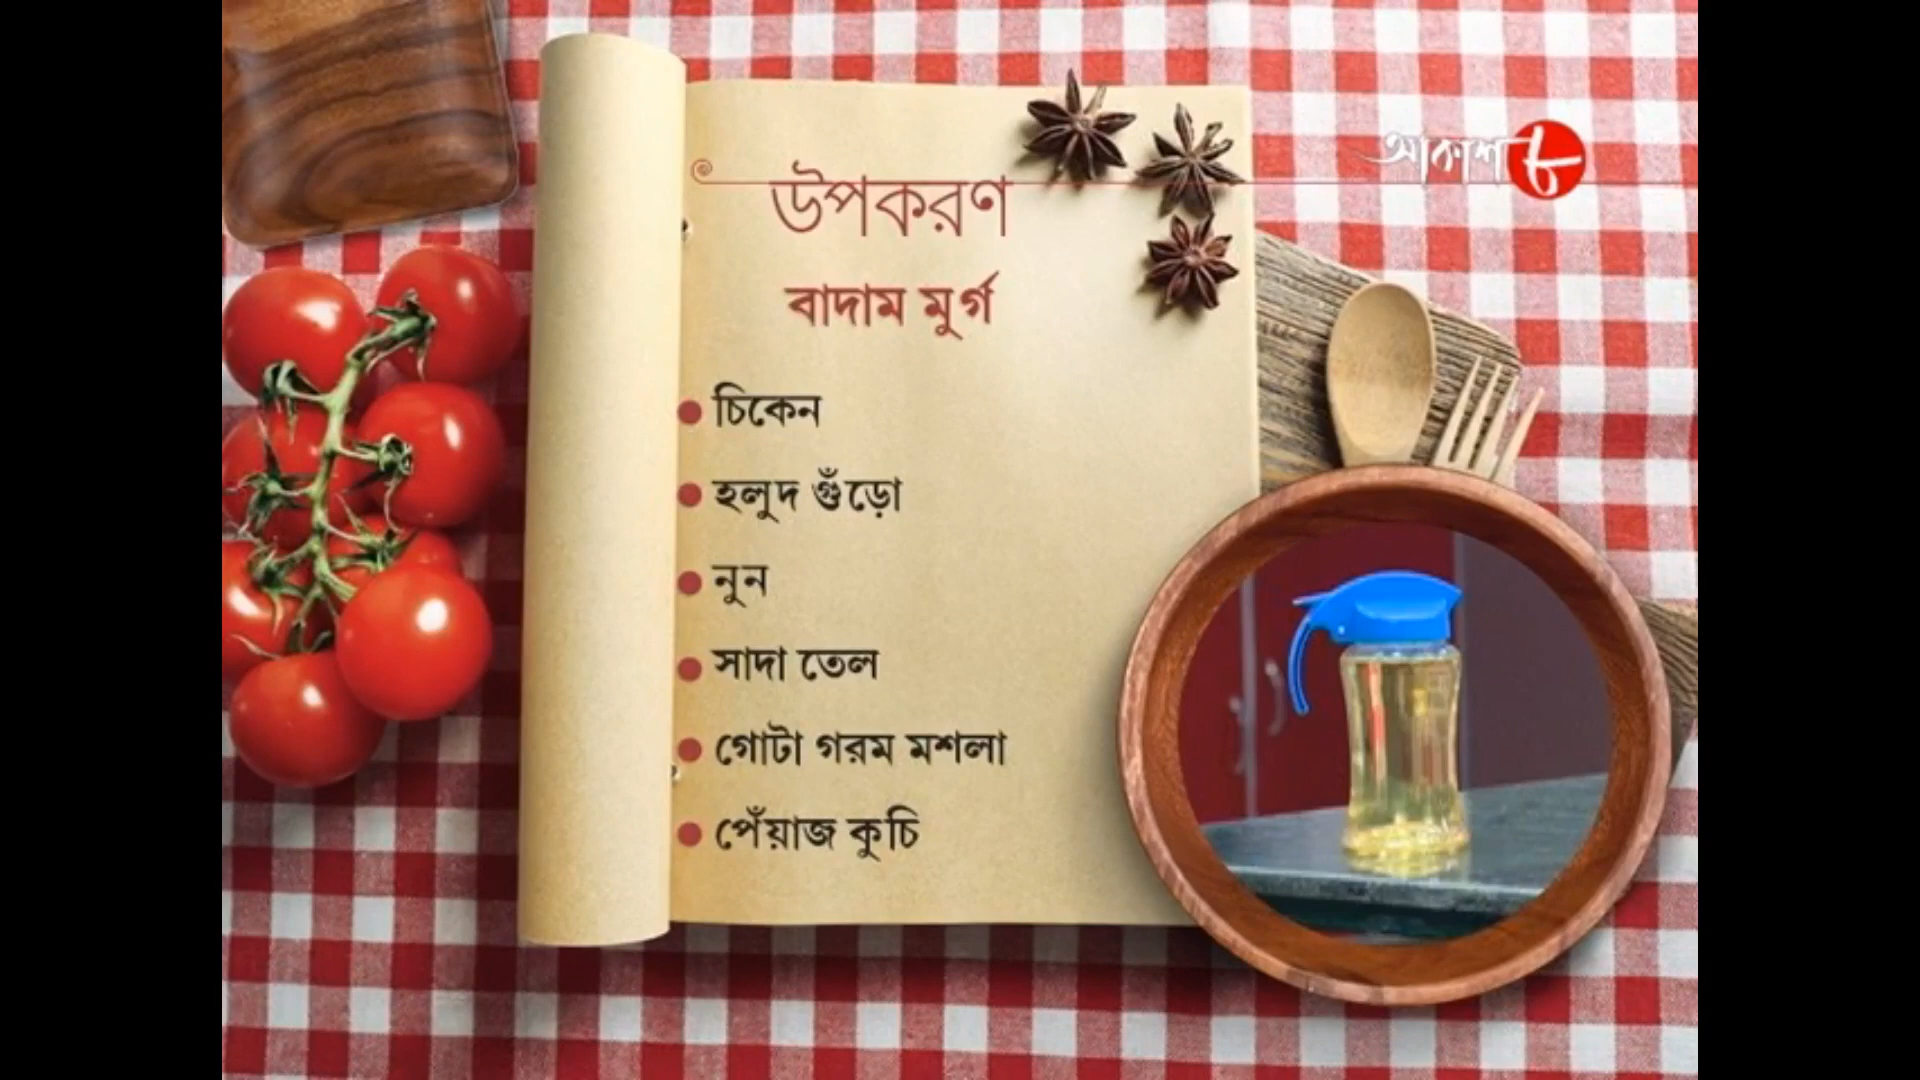 উপকরণ
আকাশ ৮
বাদাম মুর্গ
চিকেন
হলুদ গুঁড়ো
নুন
সাদা তেল
গোটা গরম মশলা
পেঁয়াজ কুচি